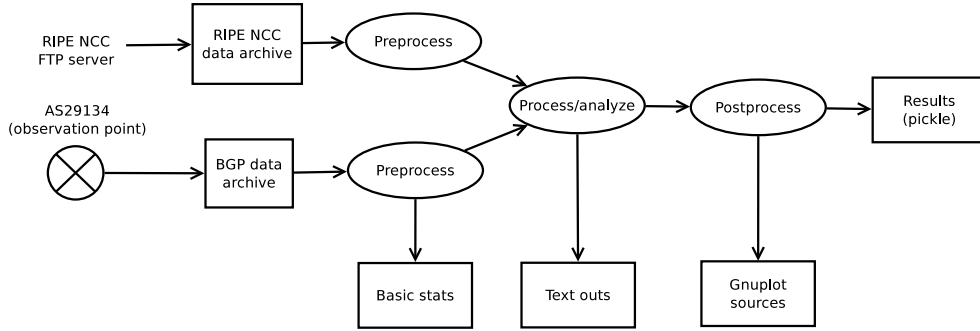 RIPE NCC
FTP server
RIPE NCC
data archive
Preprocess
AS29134
(observation point)
BGP data
archive
Preprocess
Process/analyze
Postprocess
Results
(pickle)
Basic stats
Text outs
Gnuplot
sources